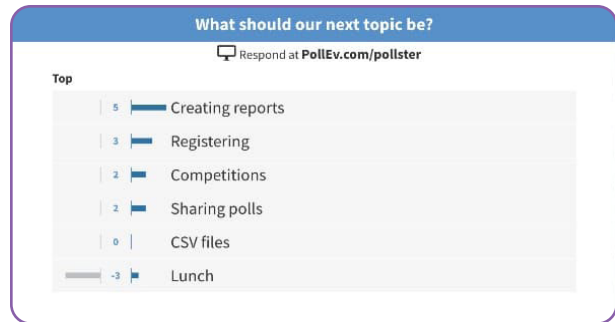 What should our next topic be?
Respond at PollEv.com/pollster
Top
5 Creating reports
3 Registering
2 Competitions
2 Sharing polls
0 CSV files
-3 Lunch